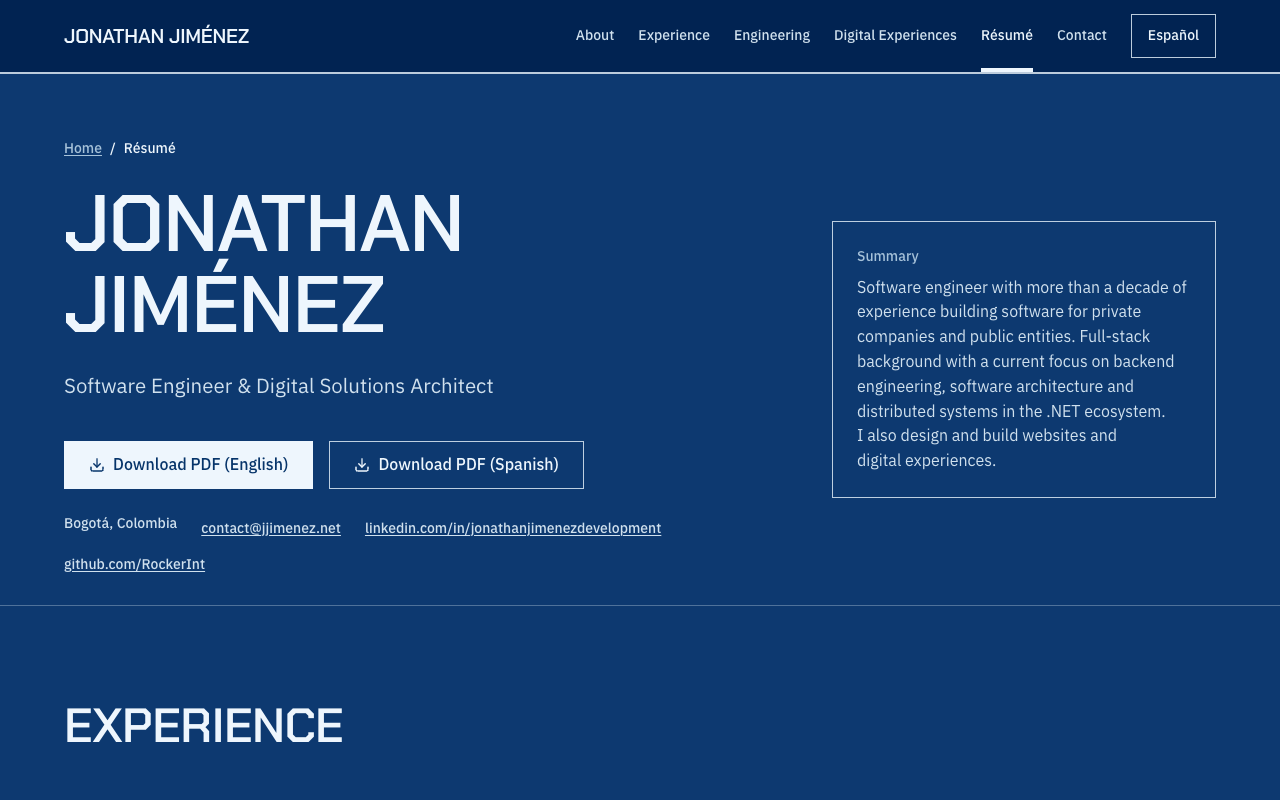 JONATHAN JIMÉNEZ
About Experience Engineering Digital Experiences Résumé Contact Español
Home / Résumé
JONATHAN
JIMÉNEZ
Software Engineer & Digital Solutions Architect
Download PDF (English) Download PDF (Spanish)
Bogotá, Colombia contact@jjimenez.net linkedin.com/in/jonathanjimenezdevelopment
github.com/RockerInt
Summary
Software engineer with more than a decade of
experience building software for private
companies and public entities. Full-stack
background with a current focus on backend
engineering, software architecture and
distributed systems in the .NET ecosystem.
I also design and build websites and
digital experiences.
EXPERIENCE